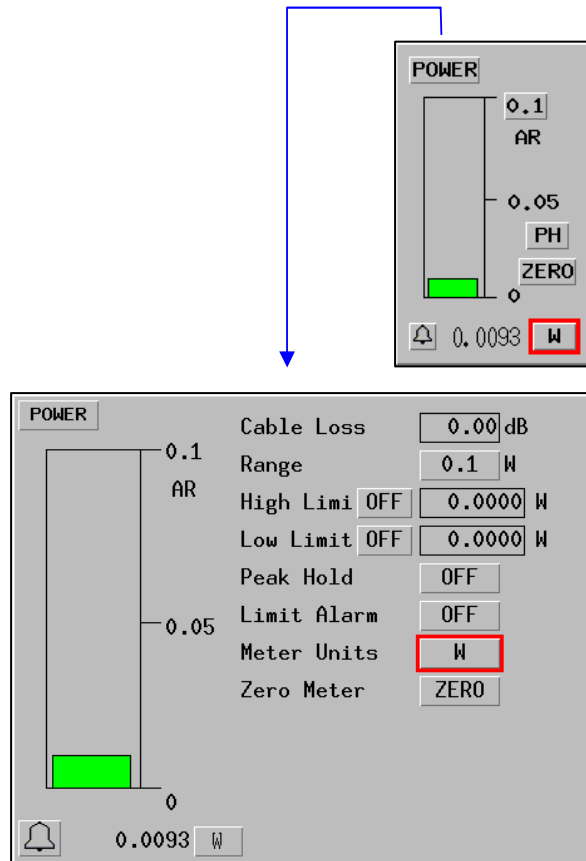 POWER
0.1
AR
0.05
PH
ZERO
0
0.0093 W
POWER
0.1
AR
0.05
0
0.0093 W
Cable Loss 0.00 dB
Range 0.1 W
High Limi OFF 0.0000 W
Low Limit OFF 0.0000 W
Peak Hold OFF
Limit Alarm OFF
Meter Units W
Zero Meter ZERO